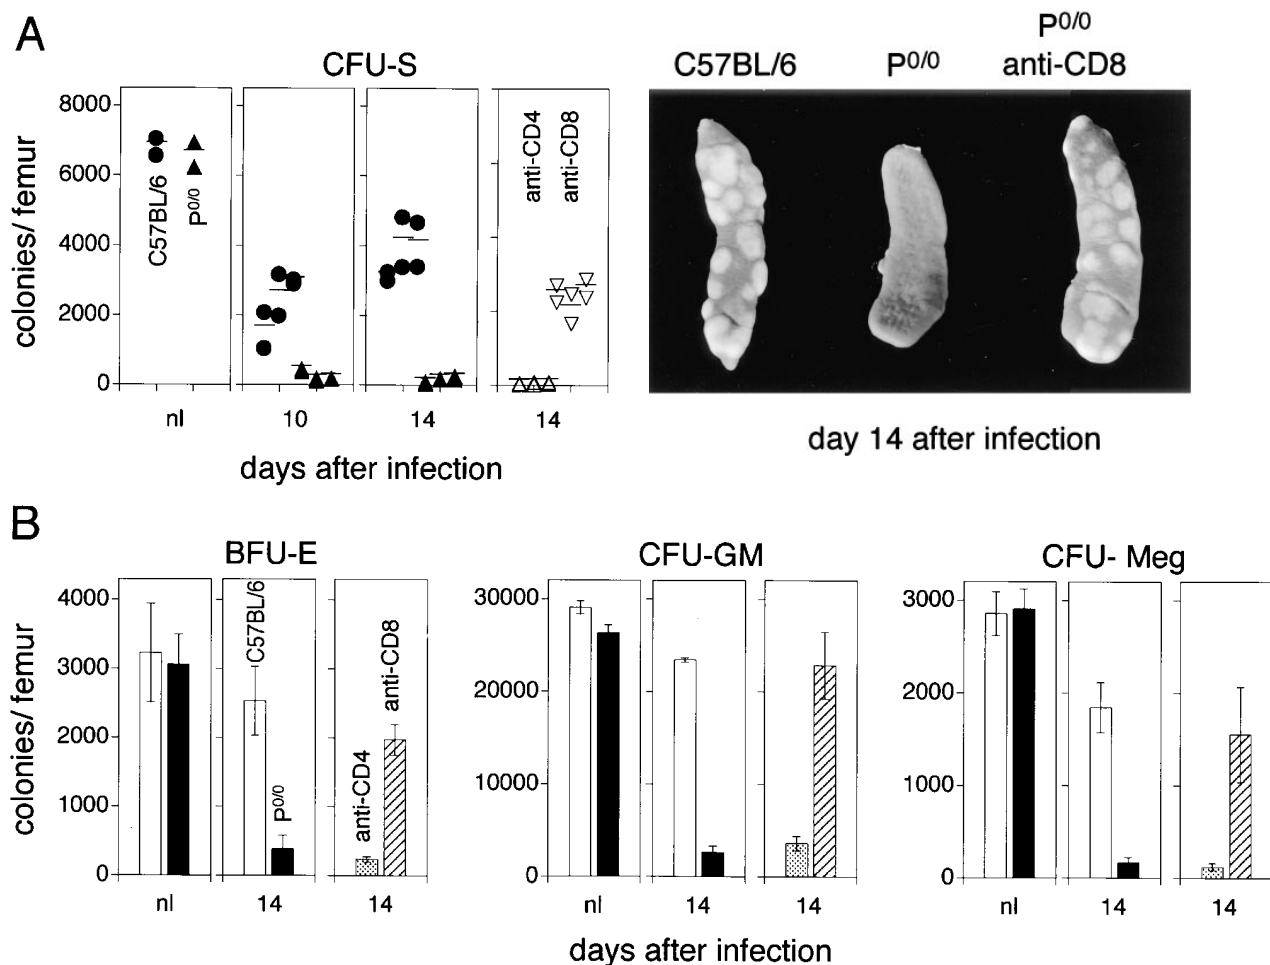 A
CFU-S
C57BL/6
P0/0
P0/0
anti-CD8
8000
6000
4000
2000
0
colonies/ femur
C57BL/6
P0/0
anti-CD4
anti-CD8
nl
10
14
14
days after infection
day 14 after infection
B
BFU-E
CFU-GM
CFU- Meg
4000
3000
2000
1000
0
colonies/ femur
C57BL/6
P0/0
anti-CD4
anti-CD8
30000
20000
10000
0
3000
2000
1000
0
nl
14
14
nl
14
14
nl
14
14
days after infection